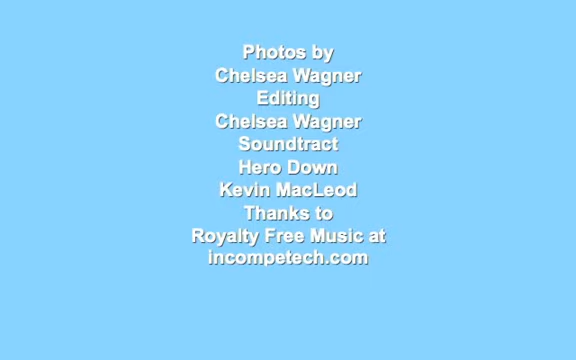 Photos by
Chelsea Wagner
Editing
Chelsea Wagner
Soundtract
Hero Down
Kevin MacLeod
Thanks to
Royalty Free Music at
incompetech.com